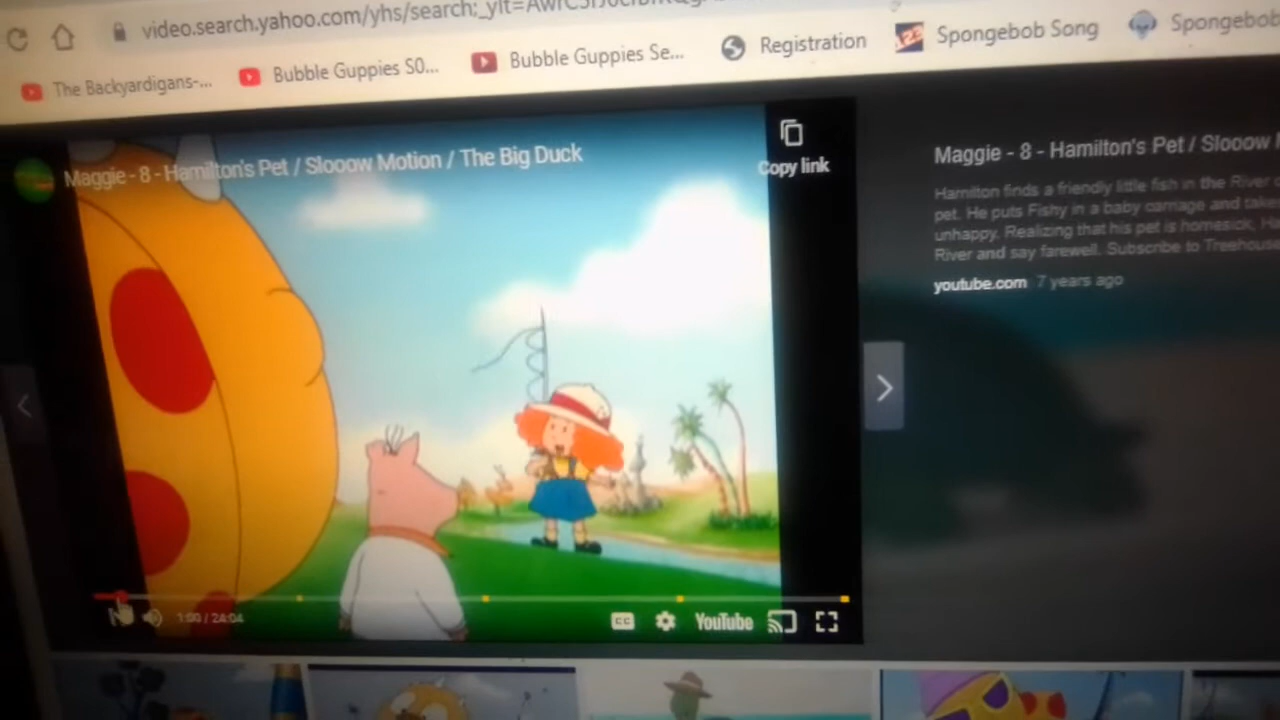 video.search.yahoo.com/yhs/search;_ylt=
The Backyardigans-... Bubble Guppies S0... Bubble Guppies Se... Registration 123 Spongebob Song Spongebob
Maggie - 8 - Hamilton's Pet / Slooow Motion / The Big Duck
Copy link
Maggie - 8 - Hamilton's Pet / Slooow
Hamilton finds a friendly little fish in the River
pet. He puts Fishy in a baby carriage and take
unhappy. Realizing that his pet is homesick, H
River and say farewell. Subscribe to Treehouse
youtube.com 7 years ago
1:00 / 24:04 CC YouTube